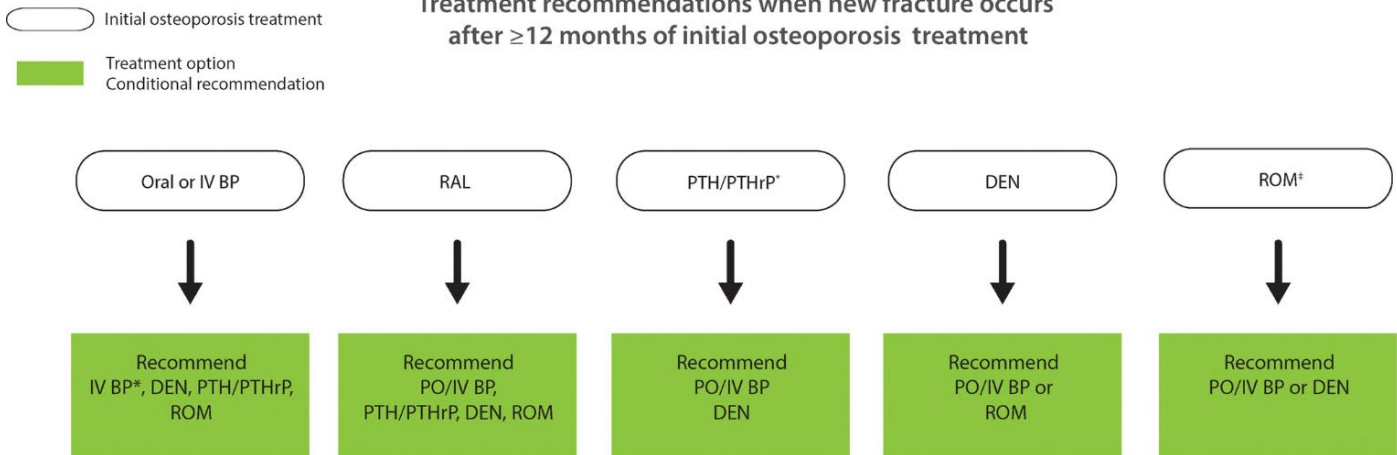 Initial osteoporosis treatment
Treatment option
Conditional recommendation
Treatment recommendations when new fracture occurs
after ≥12 months of initial osteoporosis treatment
Oral or IV BP
RAL
PTH/PTHrP*
DEN
ROM‡
Recommend
IV BP*, DEN, PTH/PTHrP,
ROM
Recommend
PO/IV BP,
PTH/PTHrP, DEN, ROM
Recommend
PO/IV BP
DEN
Recommend
PO/IV BP or
ROM
Recommend
PO/IV BP or DEN